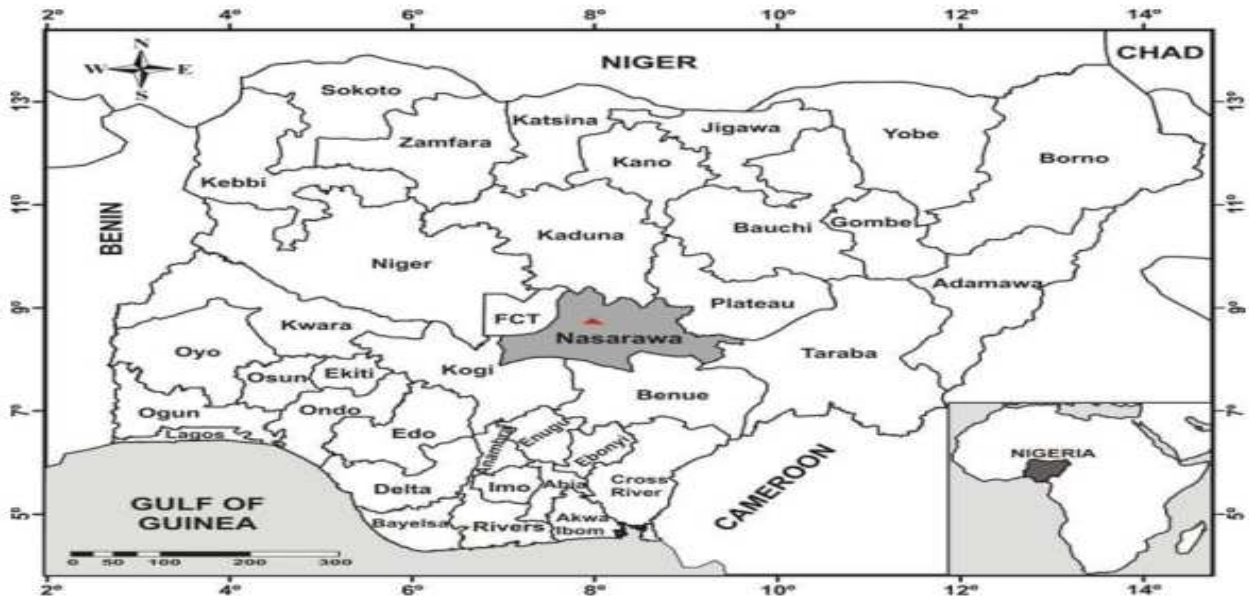 2° 4° 6° 8° 10° 12° 14°
N
W E
S
NIGER
CHAD
13°
13°
Sokoto
Katsina
Jigawa
Yobe
Zamfara
Kano
Borno
Kebbi
11°
11°
BENIN
Kaduna
Bauchi
Gombe
Niger
Adamawa
9°
9°
FCT
Plateau
Kwara
Nasarawa
Oyo
Taraba
Osun
Ekiti
Kogi
Benue
7°
7°
Ogun
Ondo
Lagos
Edo
Anambra
Enugu
Ebonyi
CAMEROON
NIGERIA
Delta
Imo
Abia
Cross
River
GULF OF
GUINEA
5°
5°
Bayelsa
Rivers
Akwa
Ibom
0 50 100 200 300
2° 4° 6° 8° 10° 12° 14°